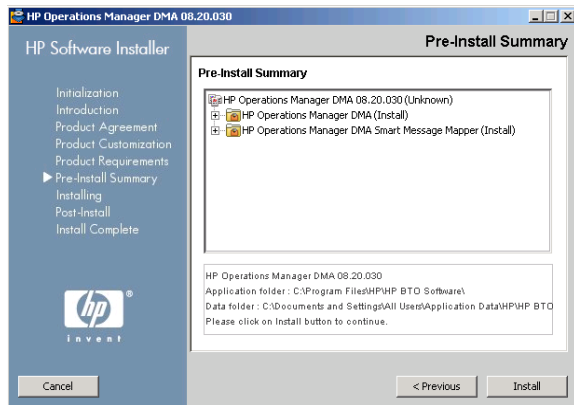 HP Operations Manager DMA 08.20.030
HP Software Installer
Pre-Install Summary
Initialization
Introduction
Product Agreement
Product Customization
Product Requirements
Pre-Install Summary
Installing
Post-Install
Install Complete
hp
®
invent
Pre-Install Summary
HP Operations Manager DMA 08.20.030 (Unknown)
HP Operations Manager DMA (Install)
HP Operations Manager DMA Smart Message Mapper (Install)
HP Operations Manager DMA 08.20.030
Application folder : C:\Program Files\HP\HP BTO Software\
Data folder : C:\Documents and Settings\All Users\Application Data\HP\HP BTO
Please click on Install button to continue.
Cancel
< Previous
Install